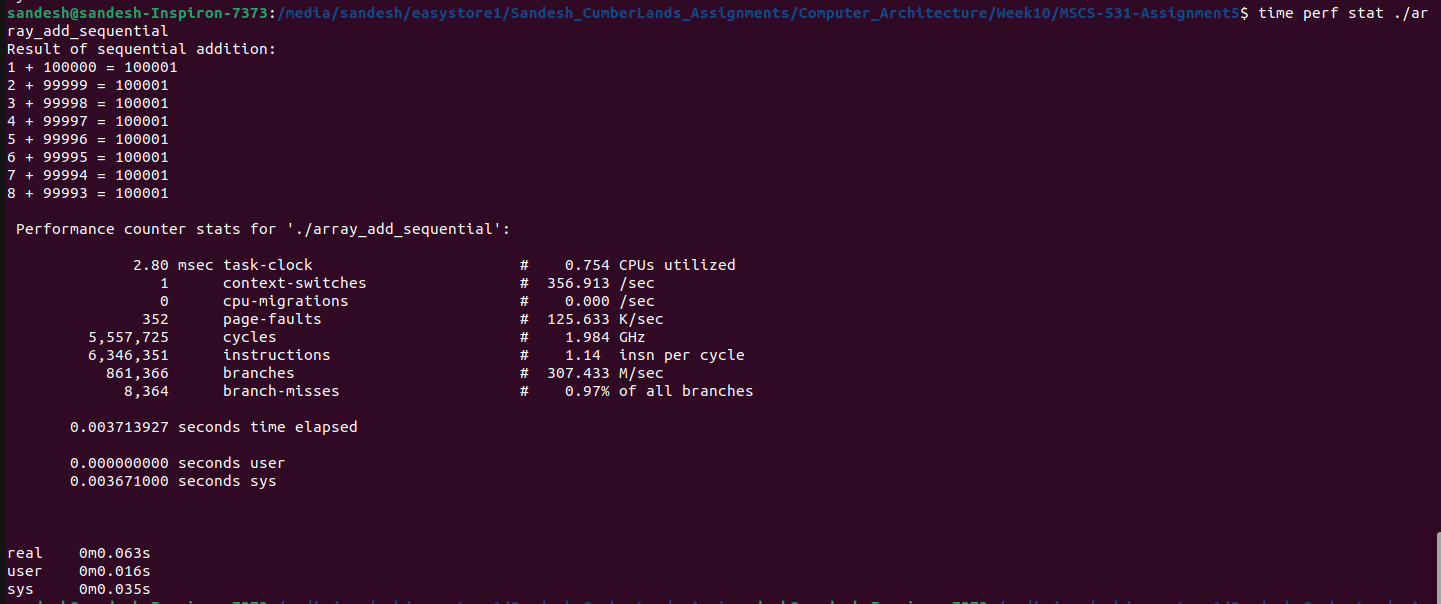 sandesh@sandesh-Inspiron-7373:/media/sandesh/easystore1/Sandesh_CumberLands_Assignments/Computer_Architecture/Week10/MSCS-531-Assignment5$ time perf stat ./ar
ray_add_sequential
Result of sequential addition:
1 + 100000 = 100001
2 + 99999 = 100001
3 + 99998 = 100001
4 + 99997 = 100001
5 + 99996 = 100001
6 + 99995 = 100001
7 + 99994 = 100001
8 + 99993 = 100001
Performance counter stats for './array_add_sequential':
2.80 msec task-clock # 0.754 CPUs utilized
1 context-switches # 356.913 /sec
0 cpu-migrations # 0.000 /sec
352 page-faults # 125.633 K/sec
5,557,725 cycles # 1.984 GHz
6,346,351 instructions # 1.14 insn per cycle
861,366 branches # 307.433 M/sec
8,364 branch-misses # 0.97% of all branches
0.003713927 seconds time elapsed
0.000000000 seconds user
0.003671000 seconds sys
real 0m0.063s
user 0m0.016s
sys 0m0.035s